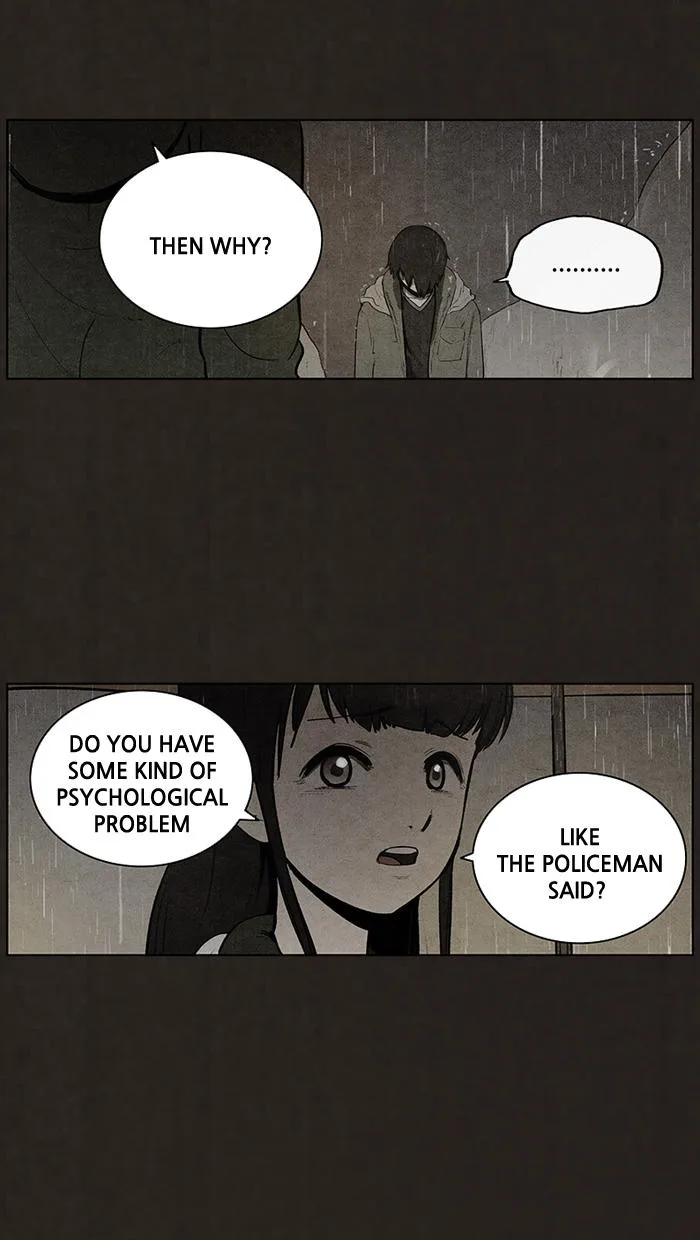 THEN WHY?
..........
DO YOU HAVE
SOME KIND OF
PSYCHOLOGICAL
PROBLEM
LIKE
THE POLICEMAN
SAID?